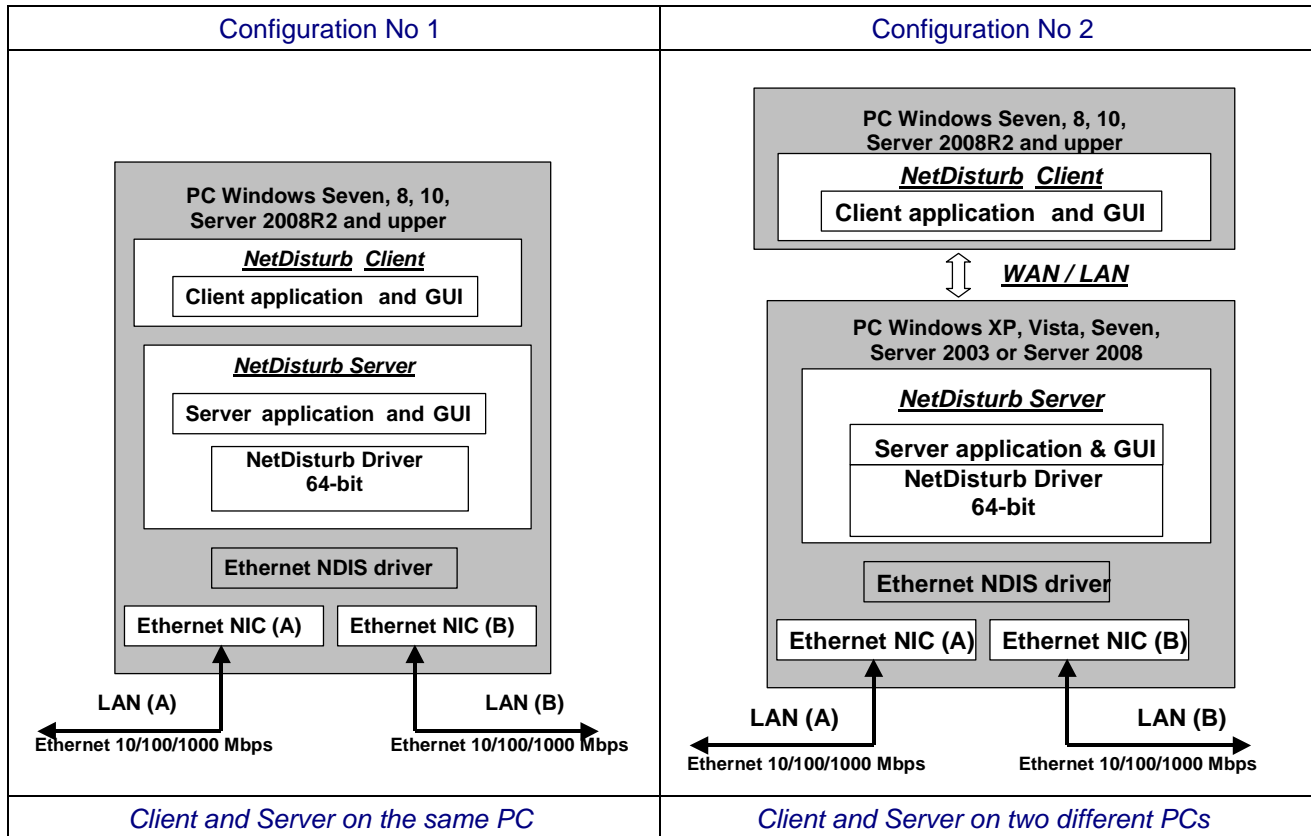 Configuration No 1
PC Windows Seven, 8, 10,
Server 2008R2 and upper
NetDisturb Client
Client application and GUI
NetDisturb Server
Server application and GUI
NetDisturb Driver
64-bit
Ethernet NDIS driver
Ethernet NIC (A)
Ethernet NIC (B)
LAN (A)
LAN (B)
Ethernet 10/100/1000 Mbps
Ethernet 10/100/1000 Mbps
Client and Server on the same PC
Configuration No 2
PC Windows Seven, 8, 10,
Server 2008R2 and upper
NetDisturb Client
Client application and GUI
WAN / LAN
PC Windows XP, Vista, Seven,
Server 2003 or Server 2008
NetDisturb Server
Server application & GUI
NetDisturb Driver
64-bit
Ethernet NDIS driver
Ethernet NIC (A)
Ethernet NIC (B)
LAN (A)
LAN (B)
Ethernet 10/100/1000 Mbps
Ethernet 10/100/1000 Mbps
Client and Server on two different PCs